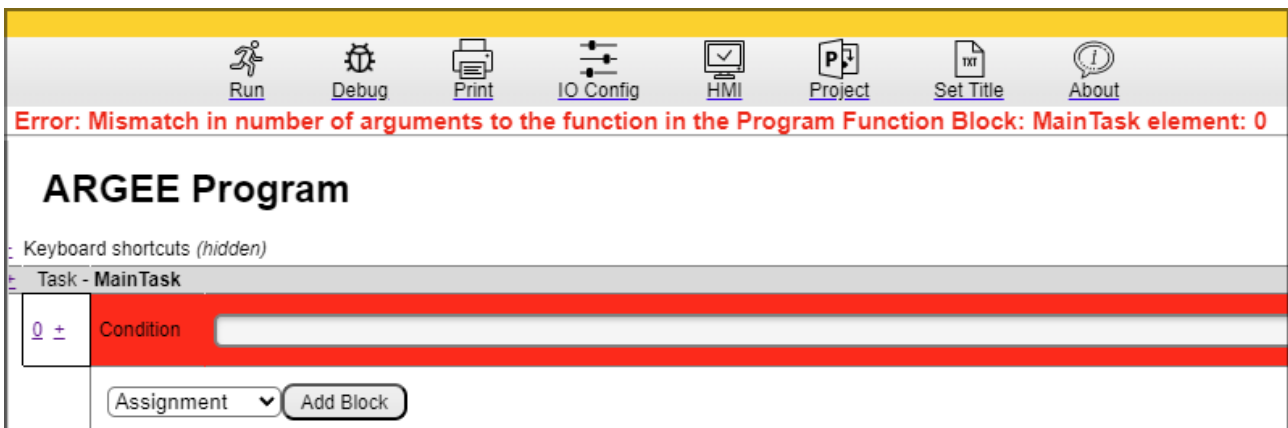 Run Debug Print IO Config HMI Project Set Title About
Error: Mismatch in number of arguments to the function in the Program Function Block: MainTask element: 0
ARGEE Program
Keyboard shortcuts (hidden)
+ Task - MainTask
0 + Condition
Assignment Add Block